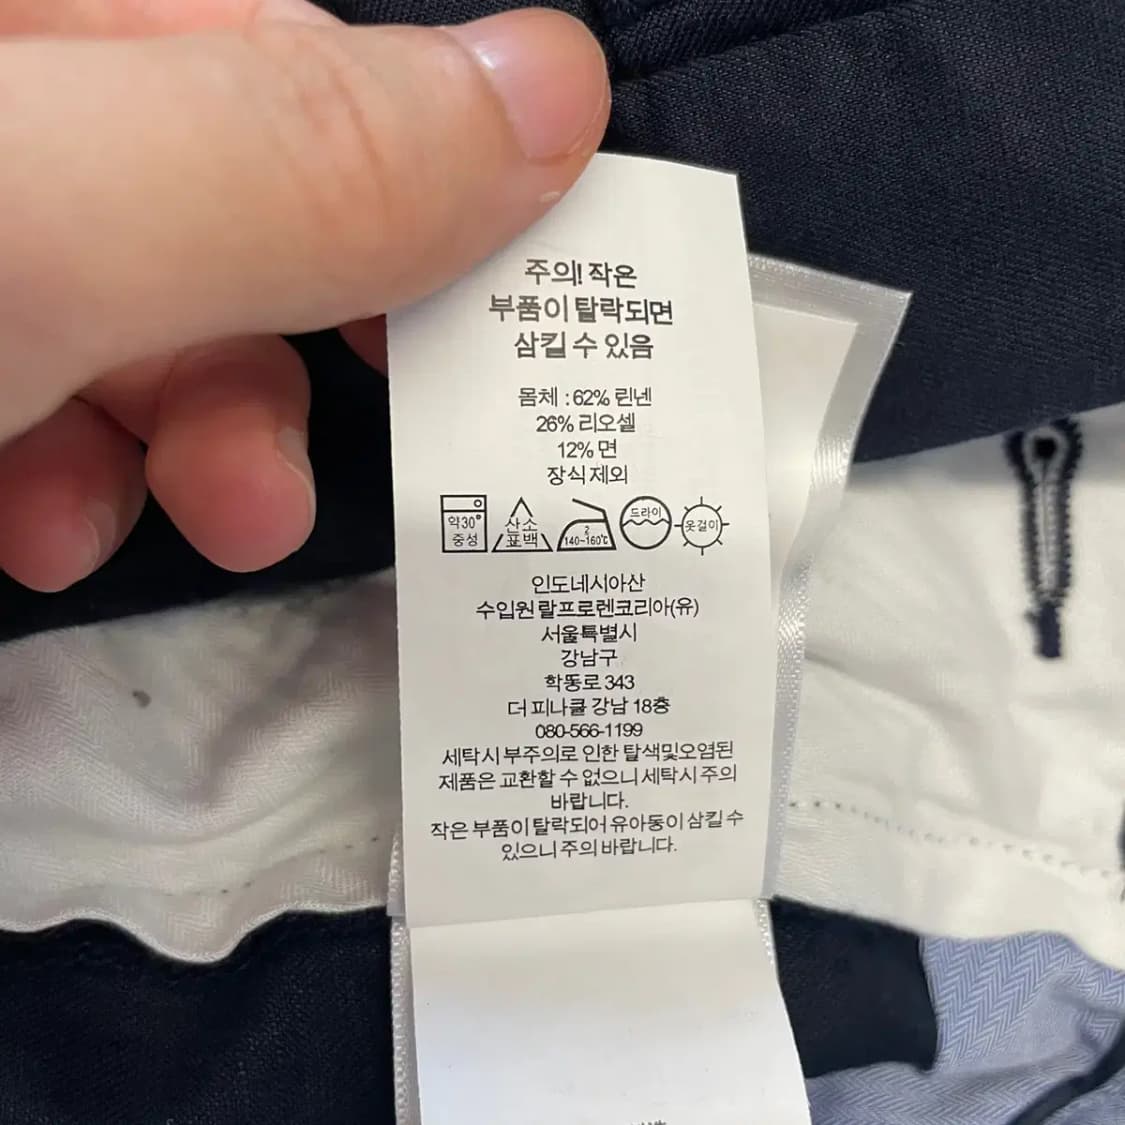 주의! 작은
부품이 탈락되면
삼킬 수 있음
몸체 : 62% 린넨
26% 리오셀
12% 면
장식 제외
약30°
중성
산소
표백
2
140~160℃
드라이
옷걸이
인도네시아산
수입원 랄프로렌코리아(유)
서울특별시
강남구
학동로 343
더 피나클 강남 18층
080-566-1199
세탁시 부주의로 인한 탈색및오염된
제품은 교환할 수 없으니 세탁시 주의
바랍니다.
작은 부품이 탈락되어 유아동이 삼킬 수
있으니 주의 바랍니다.